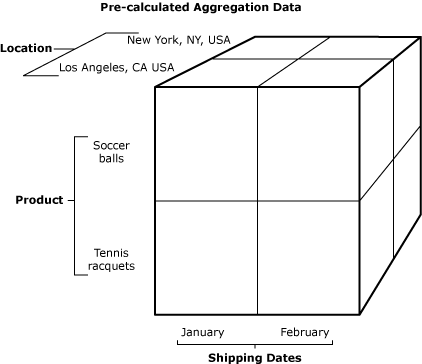 Pre-calculated Aggregation Data
New York, NY, USA
Location
Los Angeles, CA USA
Soccer
balls
Product
Tennis
racquets
January
February
Shipping Dates